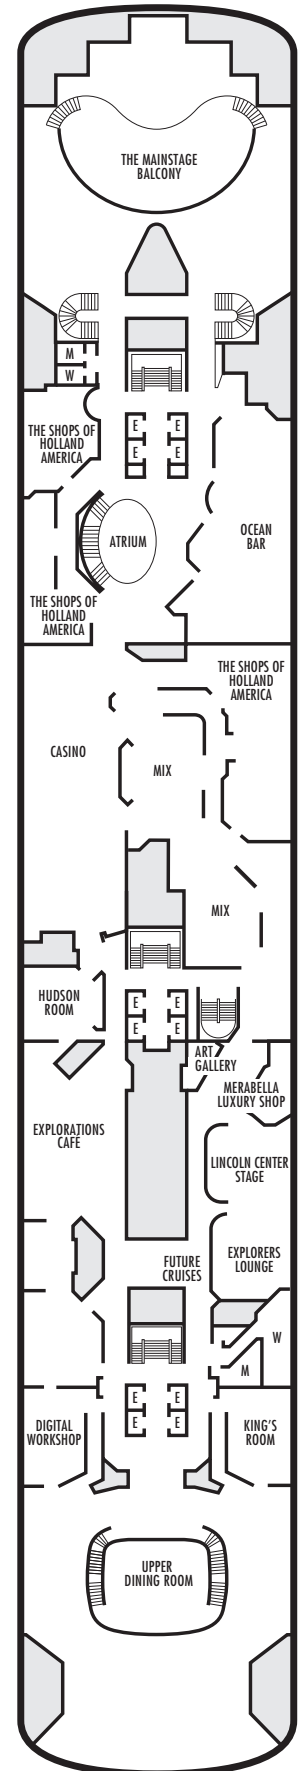 THE MAINSTAGE
BALCONY
M
W
E E
E E
THE SHOPS OF
HOLLAND
AMERICA
ATRIUM
OCEAN
BAR
THE SHOPS OF
HOLLAND
AMERICA
THE SHOPS OF
HOLLAND
AMERICA
CASINO
MIX
MIX
HUDSON
ROOM
E E
E E
ART
GALLERY
MERABELLA
LUXURY SHOP
EXPLORATIONS
CAFÉ
LINCOLN CENTER
STAGE
FUTURE
CRUISES
EXPLORERS
LOUNGE
W
M
E E
E E
DIGITAL
WORKSHOP
KING'S
ROOM
UPPER
DINING ROOM